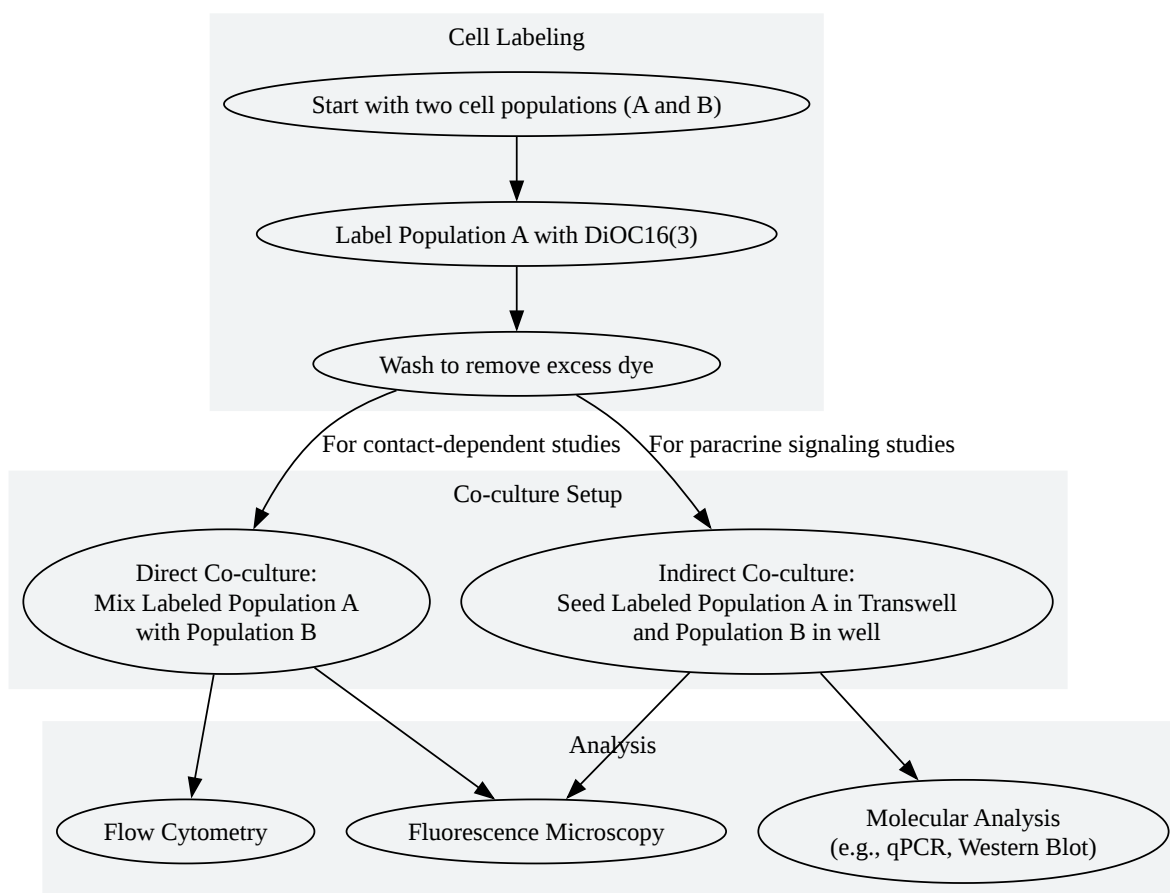 Cell Labeling
Start with two cell populations (A and B)
Label Population A with DiOC16(3)
Wash to remove excess dye
For contact-dependent studies
For paracrine signaling studies
Co-culture Setup
Direct Co-culture:
Mix Labeled Population A
with Population B
Indirect Co-culture:
Seed Labeled Population A in Transwell
and Population B in well
Analysis
Flow Cytometry
Fluorescence Microscopy
Molecular Analysis
(e.g., qPCR, Western Blot)